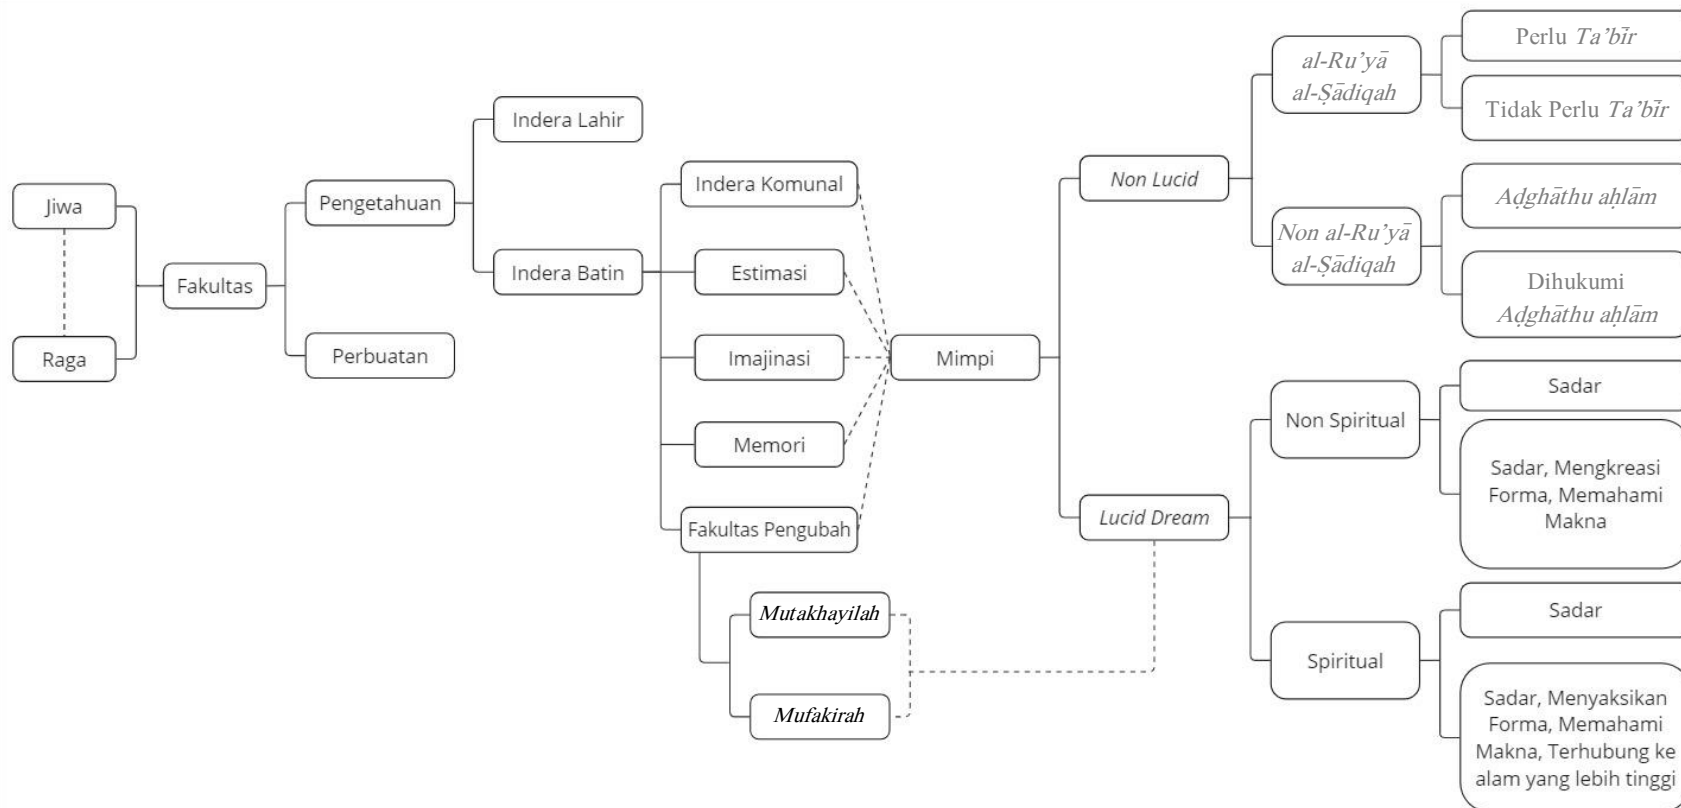 Jiwa
Raga
Fakultas
Pengetahuan
Perbuatan
Indera Lahir
Indera Batin
Indera Komunal
Estimasi
Imajinasi
Memori
Fakultas Pengubah
Mutakhayilah
Mufakirah
Mimpi
Non Lucid
Lucid Dream
al-Ru’yā
al-Ṣādiqah
Non al-Ru’yā
al-Ṣādiqah
Non Spiritual
Spiritual
Perlu Ta’bīr
Tidak Perlu Ta’bīr
Aḍghāthu aḥlām
Dihukumi
Aḍghāthu aḥlām
Sadar
Sadar, Mengkreasi
Forma, Memahami
Makna
Sadar
Sadar, Menyaksikan
Forma, Memahami
Makna, Terhubung ke
alam yang lebih tinggi